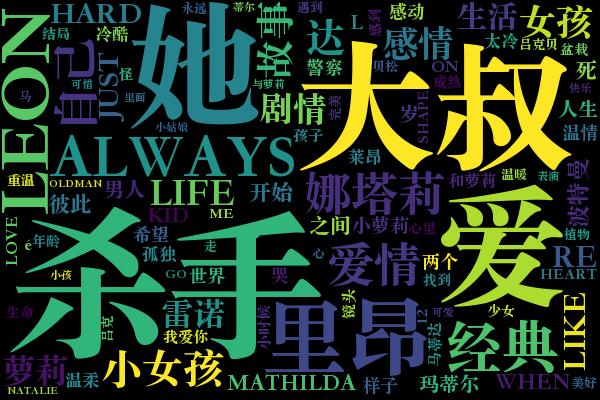 LEON
HARD
冷酷
结局
永远
蒂尔
故事
遇到
感到
感动
L
生活
女孩
太冷
吕克贝
盆栽
自己
JUST
可惜
怪
里面
她
达
警察
感情
贝松
ON
成熟
死
快乐
马
与萝莉
剧情
完美
岁
SHAPE
人生
小姑娘
大叔
温情
ALWAYS
孩子
莱昂
重温
OLDMAN
男人
LIFE
开始
娜塔莉
和萝莉
温暖
表演
波特曼
彼此
KID
ME
之间
小萝莉
心里
植物
LOVE
é
年龄
希望
孤独
走
心
爱情
两个
找到
爱
RE
HEART
小孩
杀手
GO
世界
哭
雷诺
小时候
里昂
镜头
马蒂达
12
可爱
少女
经典
LIKE
生命
吕克
我爱你
萝莉
NATALIE
温柔
小女孩
MATHILDA
样子
玛蒂尔
WHEN
美好